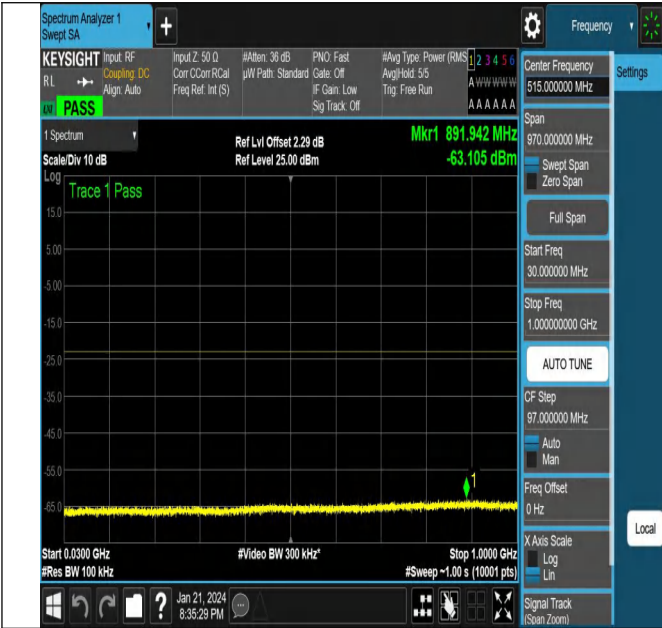 Spectrum Analyzer 1
Swept SA
+
Frequency
KEYSIGHT
RL
LXI
PASS
Input: RF
Coupling: DC
Align: Auto
Input Z: 50 Ω
Corr CCorr RCal
Freq Ref: Int (S)
#Atten: 36 dB
µW Path: Standard
PNO: Fast
Gate: Off
IF Gain: Low
Sig Track: Off
#Avg Type: Power (RMS
Avg|Hold: 5/5
Trig: Free Run
1 2 3 4 5 6
A W W W W W
A A A A A A
1 Spectrum
Scale/Div 10 dB
Ref Lvl Offset 2.29 dB
Ref Level 25.00 dBm
Mkr1 891.942 MHz
-63.105 dBm
Log
Trace 1 Pass
15.0
5.00
-5.00
-15.0
-25.0
-35.0
-45.0
-55.0
-65.0
1
Start 0.0300 GHz
#Res BW 100 kHz
#Video BW 300 kHz*
Stop 1.0000 GHz
#Sweep ~1.00 s (10001 pts)
Jan 21, 2024
8:35:29 PM
?
Center Frequency
515.000000 MHz
Settings
Span
970.000000 MHz
Swept Span
Zero Span
Full Span
Start Freq
30.000000 MHz
Stop Freq
1.000000000 GHz
AUTO TUNE
CF Step
97.000000 MHz
Auto
Man
Freq Offset
0 Hz
X Axis Scale
Log
Lin
Local
Signal Track
(Span Zoom)